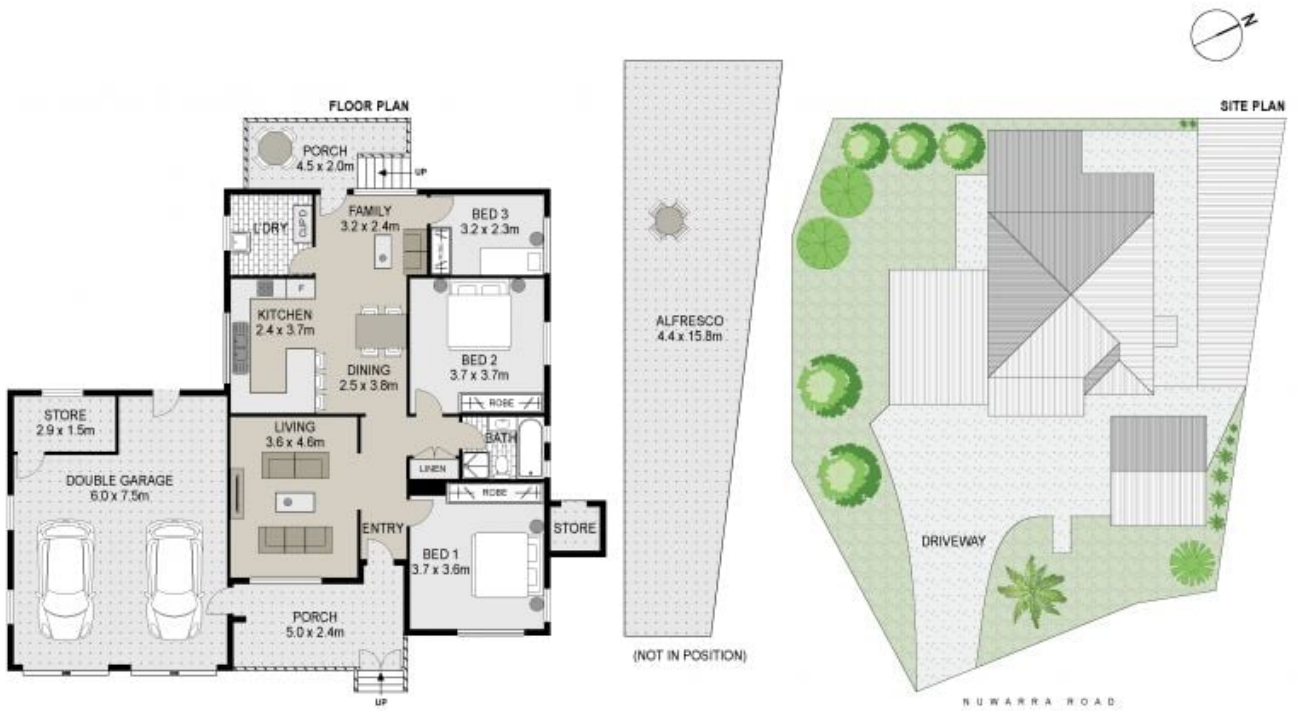 N
FLOOR PLAN
SITE PLAN
PORCH
4.5 x 2.0m
UP
L'DRY
CUP'D
FAMILY
3.2 x 2.4m
BED 3
3.2 x 2.3m
F
KITCHEN
2.4 x 3.7m
ALFRESCO
4.4 x 15.8m
BED 2
3.7 x 3.7m
DINING
2.5 x 3.8m
ROBE
STORE
2.9 x 1.5m
LIVING
3.6 x 4.6m
BATH
LINEN
DOUBLE GARAGE
6.0 x 7.5m
ROBE
ENTRY
STORE
BED 1
3.7 x 3.6m
DRIVEWAY
PORCH
5.0 x 2.4m
(NOT IN POSITION)
UP
NUWARRA ROAD